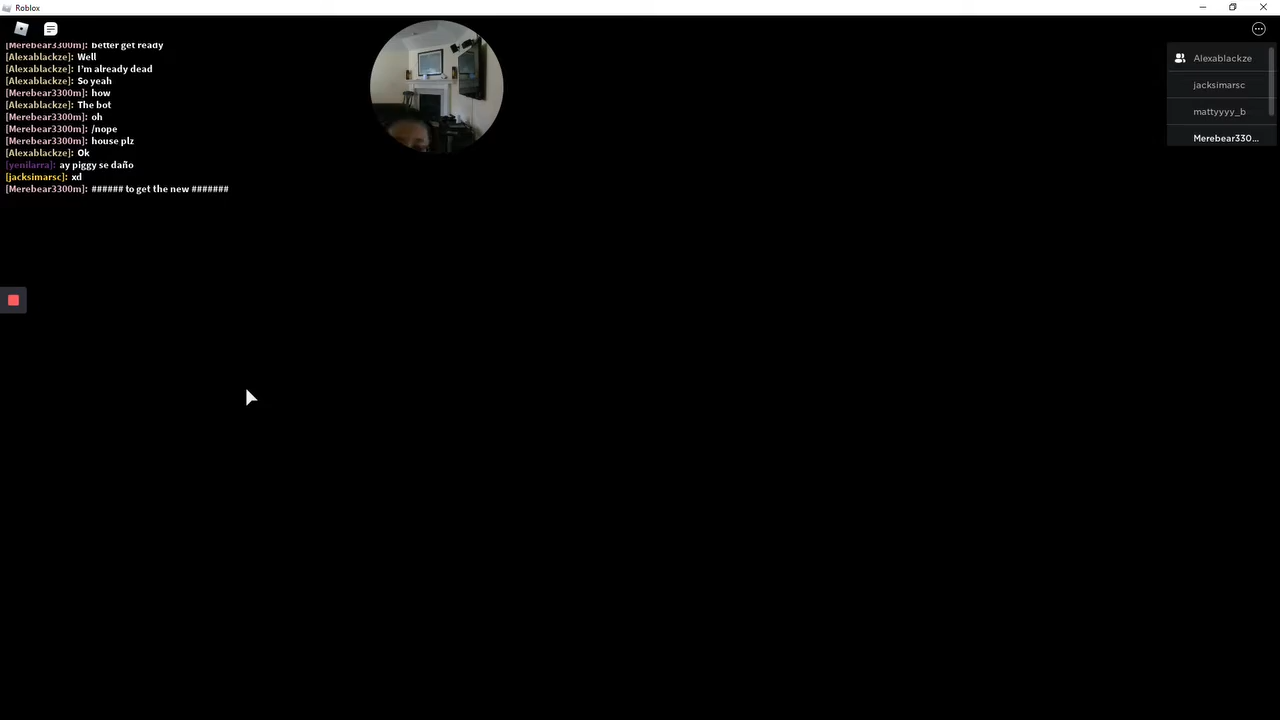 Roblox
[Merebear3300m]: better get ready
[Alexablackze]: Well
[Alexablackze]: I'm already dead
[Alexablackze]: So yeah
[Merebear3300m]: how
[Alexablackze]: The bot
[Merebear3300m]: oh
[Merebear3300m]: /nope
[Merebear3300m]: house plz
[Alexablackze]: Ok
[yenilarra]: ay piggy se daño
[jacksimarsc]: xd
[Merebear3300m]: ###### to get the new #######
Alexablackze
jacksimarsc
mattyyyy_b
Merebear330...